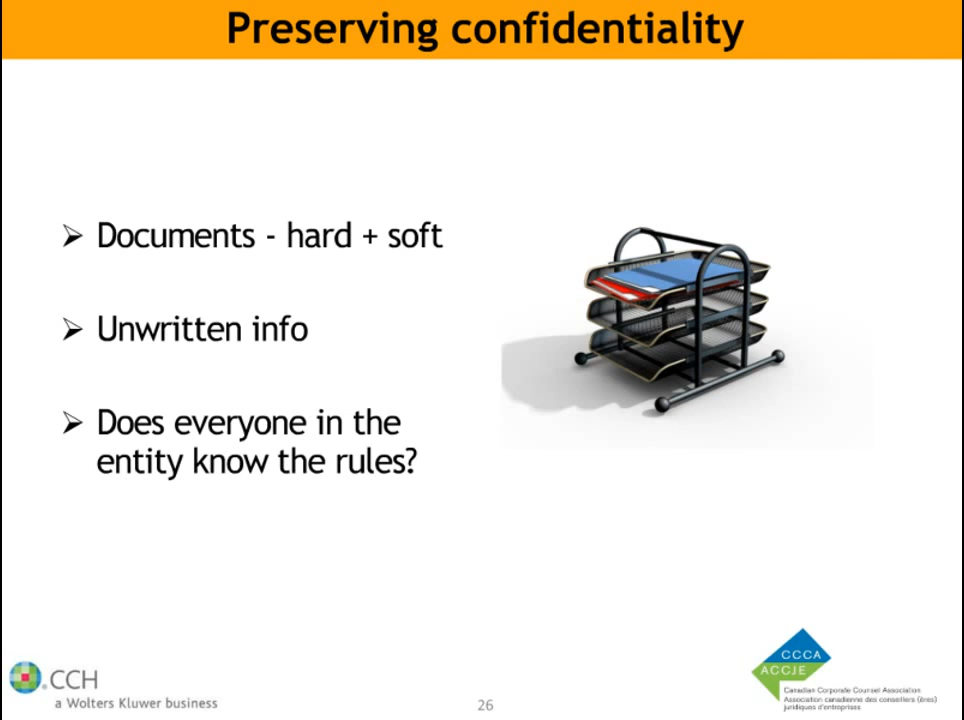 Preserving confidentiality
➢ Documents - hard + soft
➢ Unwritten info
➢ Does everyone in the
entity know the rules?
CCH
a Wolters Kluwer business
26
CCCA
ACCJE
Canadian Corporate Counsel Association
Association canadienne des conseillers (ères)
juridiques d'entreprises